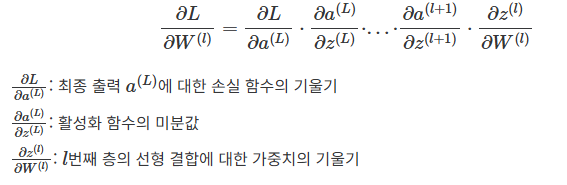 ∂L/∂W^(l) = ∂L/∂a^(L) · ∂a^(L)/∂z^(L) · … · ∂a^(l+1)/∂z^(l+1) · ∂z^(l)/∂W^(l)
∂L/∂a^(L): 최종 출력 a^(L)에 대한 손실 함수의 기울기
∂a^(L)/∂z^(L): 활성화 함수의 미분값
∂z^(l)/∂W^(l): l번째 층의 선형 결합에 대한 가중치의 기울기